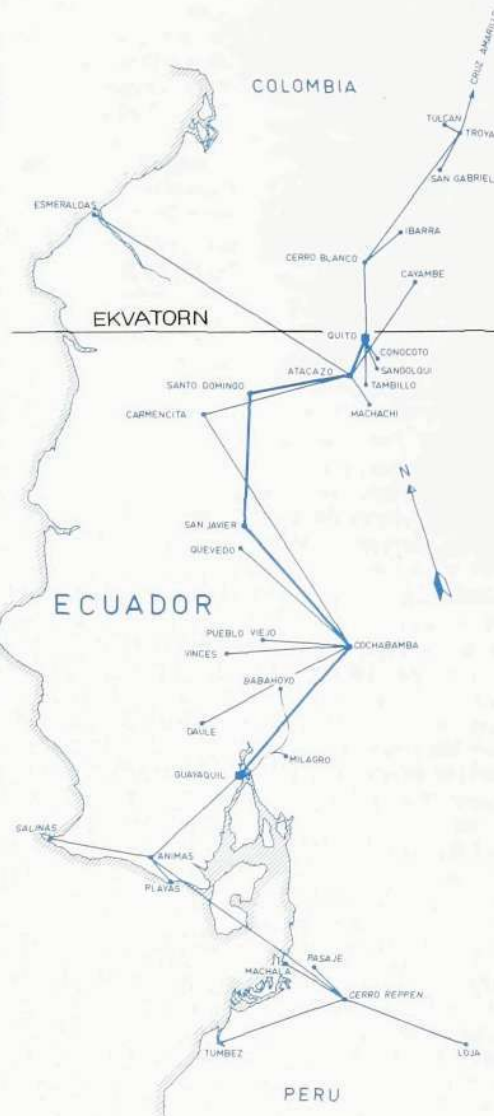 CRUZ AMARILLO
COLOMBIA
TULCAN
TROYA
SAN GABRIEL
ESMERALDAS
IBARRA
CERRO BLANCO
CAYAMBE
EKVATORN
QUITO
CONOCOTO
ATACAZO
SANGOLQUI
SANTO DOMINGO
TAMBILLO
CARMENCITA
MACHACHI
N
SAN JAVIER
QUEVEDO
ECUADOR
PUEBLO VIEJO
COCHABAMBA
VINCES
BABAHOYO
DAULE
MILAGRO
GUAYAQUIL
SALINAS
ANIMAS
PLAYAS
PASAJE
MACHALA
CERRO REPPEN
TUMBEZ
LOJA
PERU